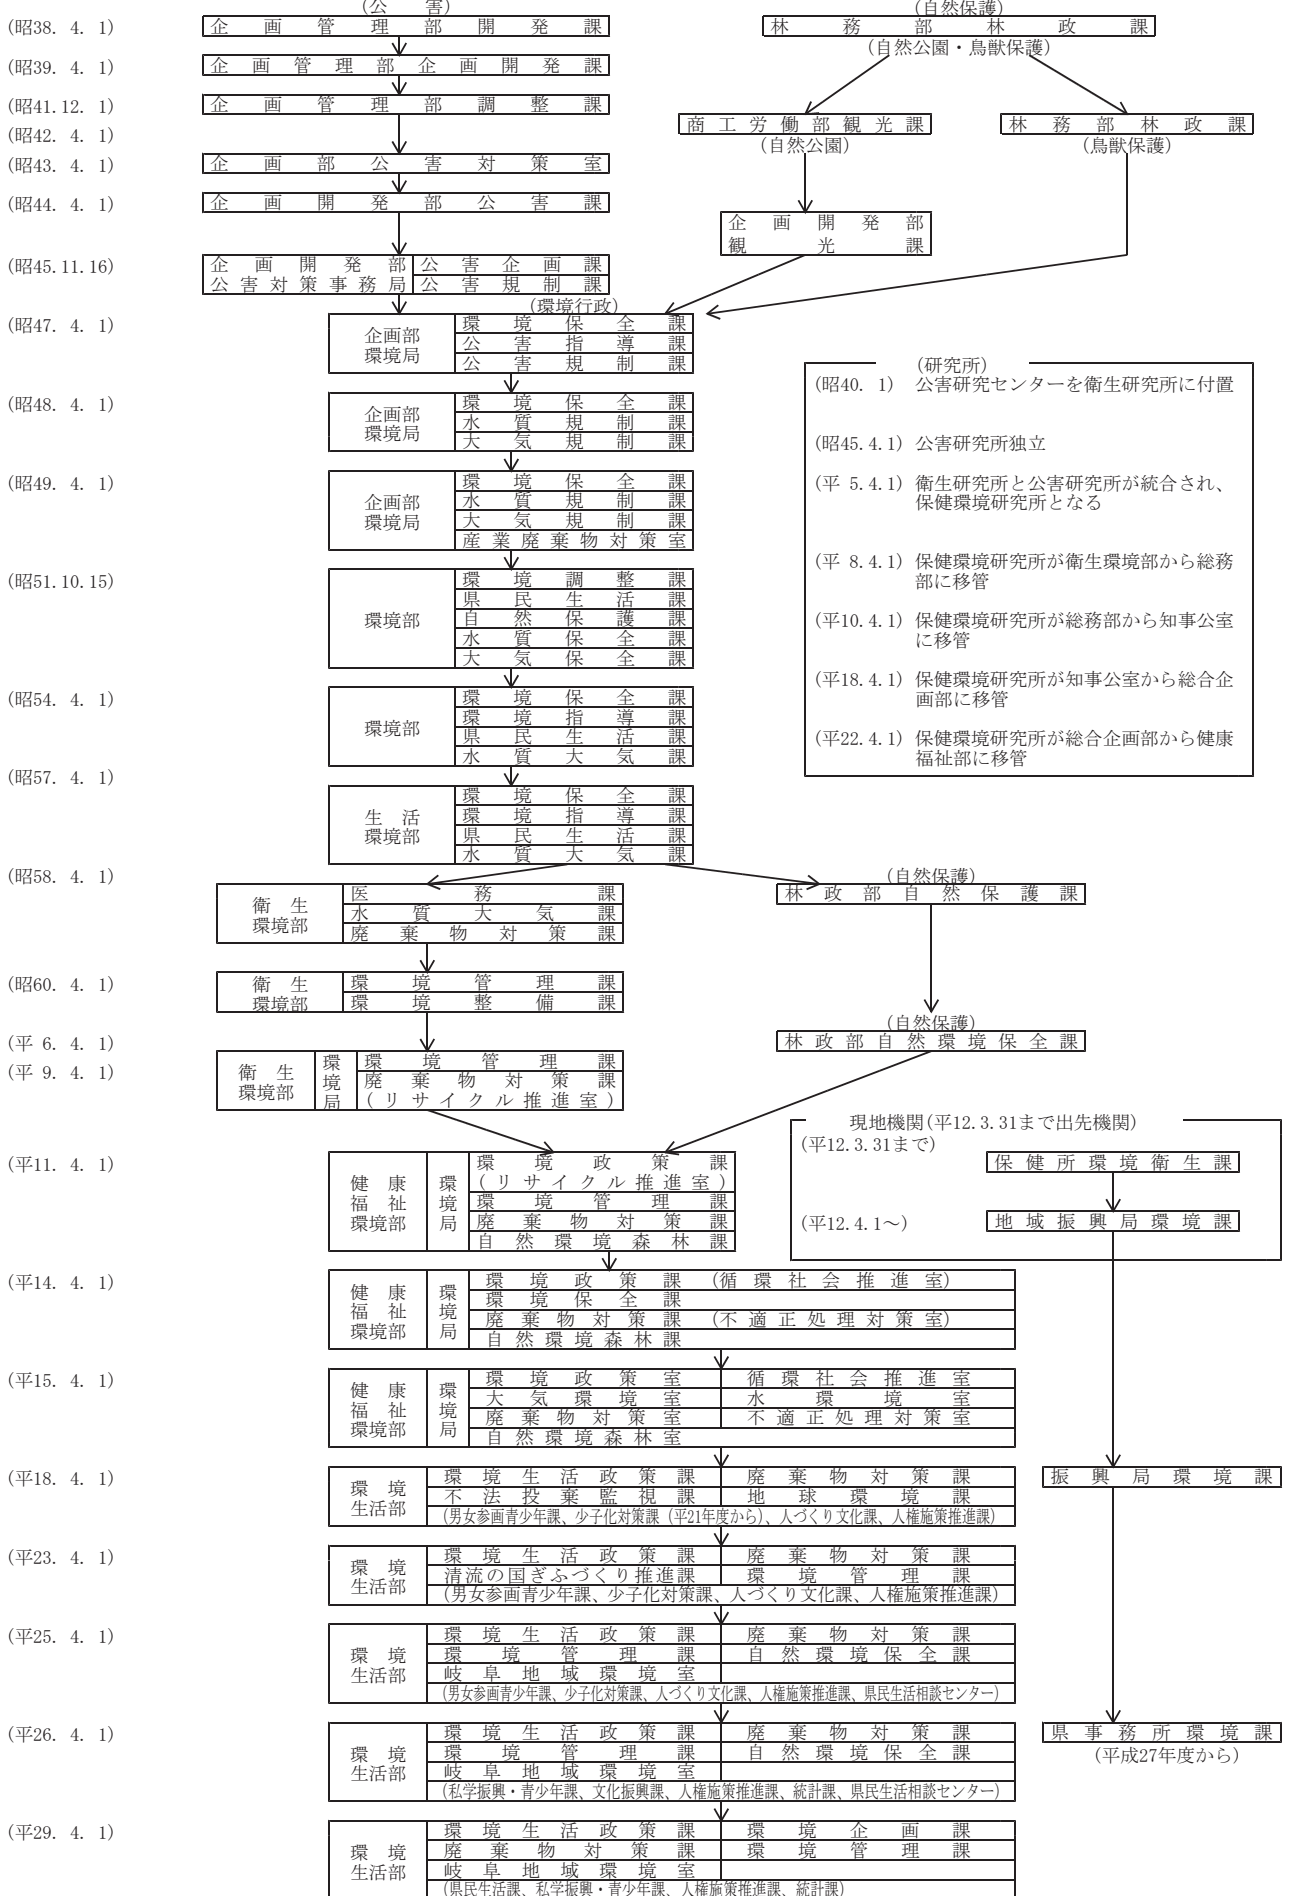 (公　害)
(自然保護)
(昭38. 4. 1)
企画管理部開発課
林務部林政課
(自然公園・鳥獣保護)
(昭39. 4. 1)
企画管理部企画開発課
(昭41.12. 1)
企画管理部調整課
商工労働部観光課
林務部林政課
(昭42. 4. 1)
(自然公園)
(鳥獣保護)
(昭43. 4. 1)
企画部公害対策室
(昭44. 4. 1)
企画開発部公害課
企画開発部
観光課
(昭45.11.16)
企画開発部
公害対策事務局
公害企画課
公害規制課
(環境行政)
(昭47. 4. 1)
企画部
環境局
環境保全課
公害指導課
公害規制課
(研究所)
(昭40. 1)　公害研究センターを衛生研究所に付置
(昭45.4.1) 公害研究所独立
(平 5.4.1) 衛生研究所と公害研究所が統合され、
保健環境研究所となる
(平 8.4.1) 保健環境研究所が衛生環境部から総務
部に移管
(平10.4.1) 保健環境研究所が総務部から知事公室
に移管
(平18.4.1) 保健環境研究所が知事公室から総合企
画部に移管
(平22.4.1) 保健環境研究所が総合企画部から健康
福祉部に移管
(昭48. 4. 1)
企画部
環境局
環境保全課
水質規制課
大気規制課
(昭49. 4. 1)
企画部
環境局
環境保全課
水質規制課
大気規制課
産業廃棄物対策室
(昭51.10.15)
環境部
環境調整課
県民生活課
自然保護課
水質保全課
大気保全課
(昭54. 4. 1)
環境部
環境保全課
環境指導課
県民生活課
水質大気課
(昭57. 4. 1)
生　活
環境部
環境保全課
環境指導課
県民生活課
水質大気課
(昭58. 4. 1)
(自然保護)
衛　生
環境部
医務課
水質大気課
廃棄物対策課
林政部自然保護課
(昭60. 4. 1)
衛　生
環境部
環境管理課
環境整備課
(自然保護)
(平 6. 4. 1)
林政部自然環境保全課
(平 9. 4. 1)
衛　生
環境部
環境局
環境管理課
廃棄物対策課
(リサイクル推進室)
現地機関(平12.3.31まで出先機関)
(平12.3.31まで)
保健所環境衛生課
(平12.4.1～)
地域振興局環境課
(平11. 4. 1)
健　康
福　祉
環境部
環境局
環境政策課
(リサイクル推進室)
環境管理課
廃棄物対策課
自然環境森林課
(平14. 4. 1)
健　康
福　祉
環境部
環境局
環境政策課　(循環社会推進室)
環境保全課
廃棄物対策課　(不適正処理対策室)
自然環境森林課
(平15. 4. 1)
健　康
福　祉
環境部
環境局
環境政策室　循環社会推進室
大気環境室　水環境室
廃棄物対策室　不適正処理対策室
自然環境森林室
(平18. 4. 1)
環　境
生活部
環境生活政策課　廃棄物対策課
不法投棄監視課　地球環境課
(男女参画青少年課、少子化対策課（平21年度から）、人づくり文化課、人権施策推進課)
振興局環境課
(平23. 4. 1)
環　境
生活部
環境生活政策課　廃棄物対策課
清流の国ぎふづくり推進課　環境管理課
(男女参画青少年課、少子化対策課、人づくり文化課、人権施策推進課)
(平25. 4. 1)
環　境
生活部
環境生活政策課　廃棄物対策課
環境管理課　自然環境保全課
岐阜地域環境室
(男女参画青少年課、少子化対策課、人づくり文化課、人権施策推進課、県民生活相談センター)
(平26. 4. 1)
環　境
生活部
環境生活政策課　廃棄物対策課
環境管理課　自然環境保全課
岐阜地域環境室
(私学振興・青少年課、文化振興課、人権施策推進課、統計課、県民生活相談センター)
県事務所環境課
(平成27年度から)
(平29. 4. 1)
環　境
生活部
環境生活政策課　環境企画課
廃棄物対策課　環境管理課
岐阜地域環境室
(県民生活課、私学振興・青少年課、人権施策推進課、統計課)